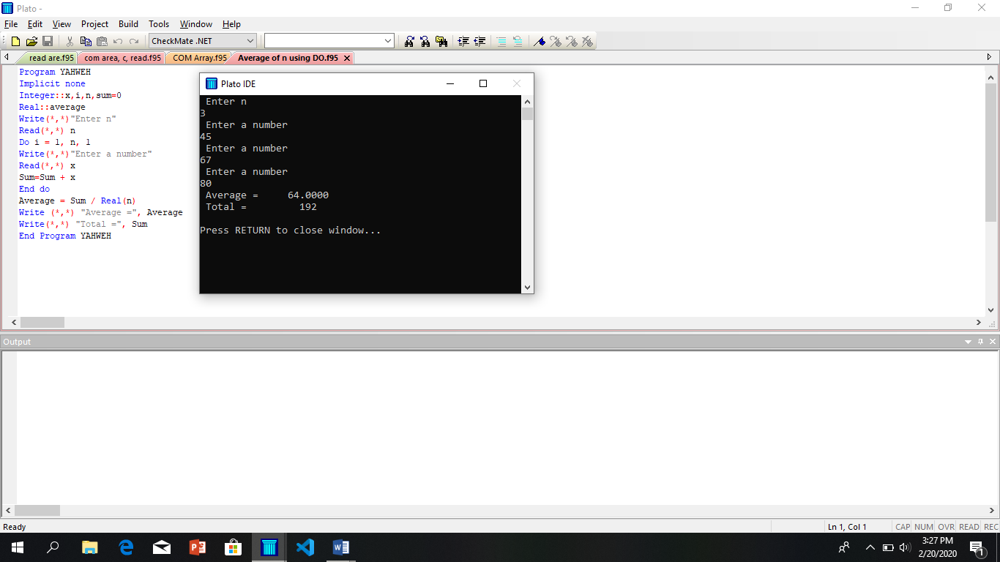 Plato -
File Edit View Project Build Tools Window Help
CheckMate .NET
read are.f95 com area, c, read.f95 COM Array.f95 Average of n using DO.f95
Program YAHWEH
Implicit none
Integer::x,i,n,sum=0
Real::average
Write(*,*)"Enter n"
Read(*,*) n
Do i = 1, n, 1
Write(*,*)"Enter a number"
Read(*,*) x
Sum=Sum + x
End do
Average = Sum / Real(n)
Write (*,*) "Average =", Average
Write(*,*) "Total =", Sum
End Program YAHWEH
Plato IDE
Enter n
3
Enter a number
45
Enter a number
67
Enter a number
80
Average = 64.0000
Total = 192
Press RETURN to close window...
Output
Ready
Ln 1, Col 1
CAP NUM OVR READ REC
3:27 PM
2/20/2020
1